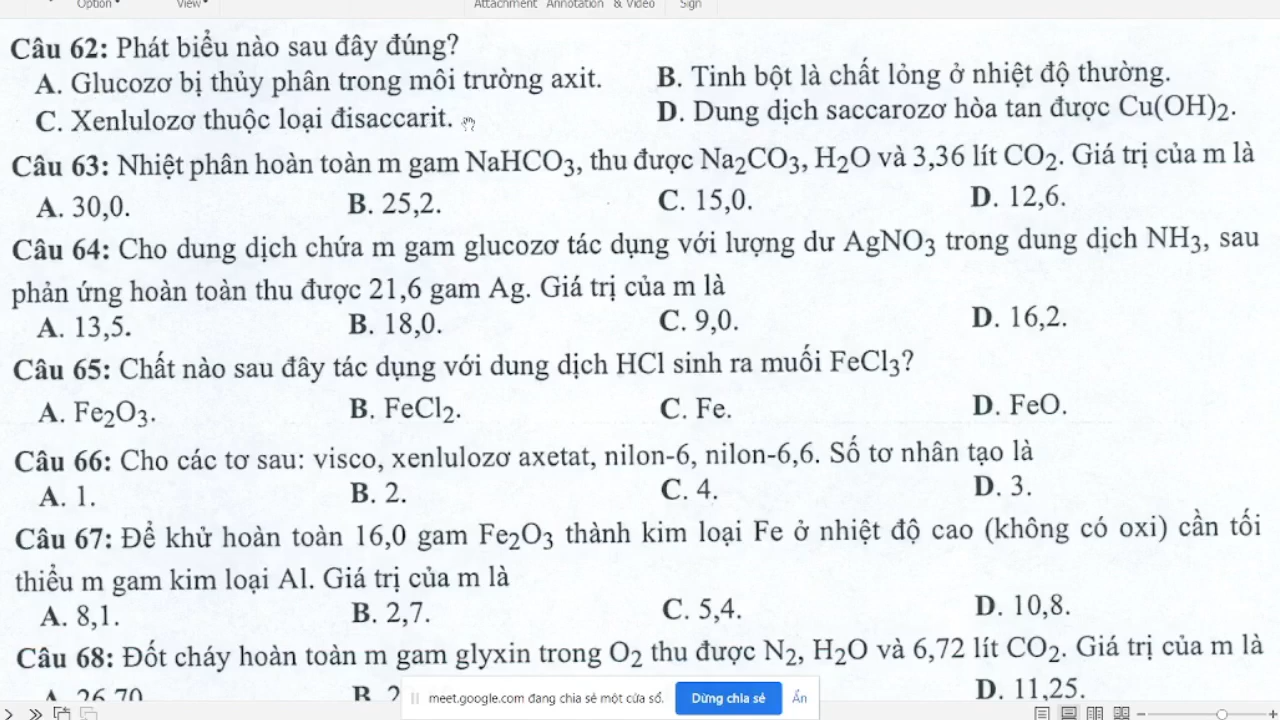 Option View Attachment Annotation & Video Sign
Câu 62: Phát biểu nào sau đây đúng?
A. Glucozơ bị thủy phân trong môi trường axit. B. Tinh bột là chất lỏng ở nhiệt độ thường.
C. Xenlulozơ thuộc loại đisaccarit. D. Dung dịch saccarozơ hòa tan được Cu(OH)₂.
Câu 63: Nhiệt phân hoàn toàn m gam NaHCO₃, thu được Na₂CO₃, H₂O và 3,36 lít CO₂. Giá trị của m là
A. 30,0. B. 25,2. C. 15,0. D. 12,6.
Câu 64: Cho dung dịch chứa m gam glucozơ tác dụng với lượng dư AgNO₃ trong dung dịch NH₃, sau
phản ứng hoàn toàn thu được 21,6 gam Ag. Giá trị của m là
A. 13,5. B. 18,0. C. 9,0. D. 16,2.
Câu 65: Chất nào sau đây tác dụng với dung dịch HCl sinh ra muối FeCl₃?
A. Fe₂O₃. B. FeCl₂. C. Fe. D. FeO.
Câu 66: Cho các tơ sau: visco, xenlulozơ axetat, nilon-6, nilon-6,6. Số tơ nhân tạo là
A. 1. B. 2. C. 4. D. 3.
Câu 67: Để khử hoàn toàn 16,0 gam Fe₂O₃ thành kim loại Fe ở nhiệt độ cao (không có oxi) cần tối
thiểu m gam kim loại Al. Giá trị của m là
A. 8,1. B. 2,7. C. 5,4. D. 10,8.
Câu 68: Đốt cháy hoàn toàn m gam glyxin trong O₂ thu được N₂, H₂O và 6,72 lít CO₂. Giá trị của m là
A. 26,70 B. D. 11,25.
meet.google.com đang chia sẻ một cửa sổ. Dừng chia sẻ Ẩn